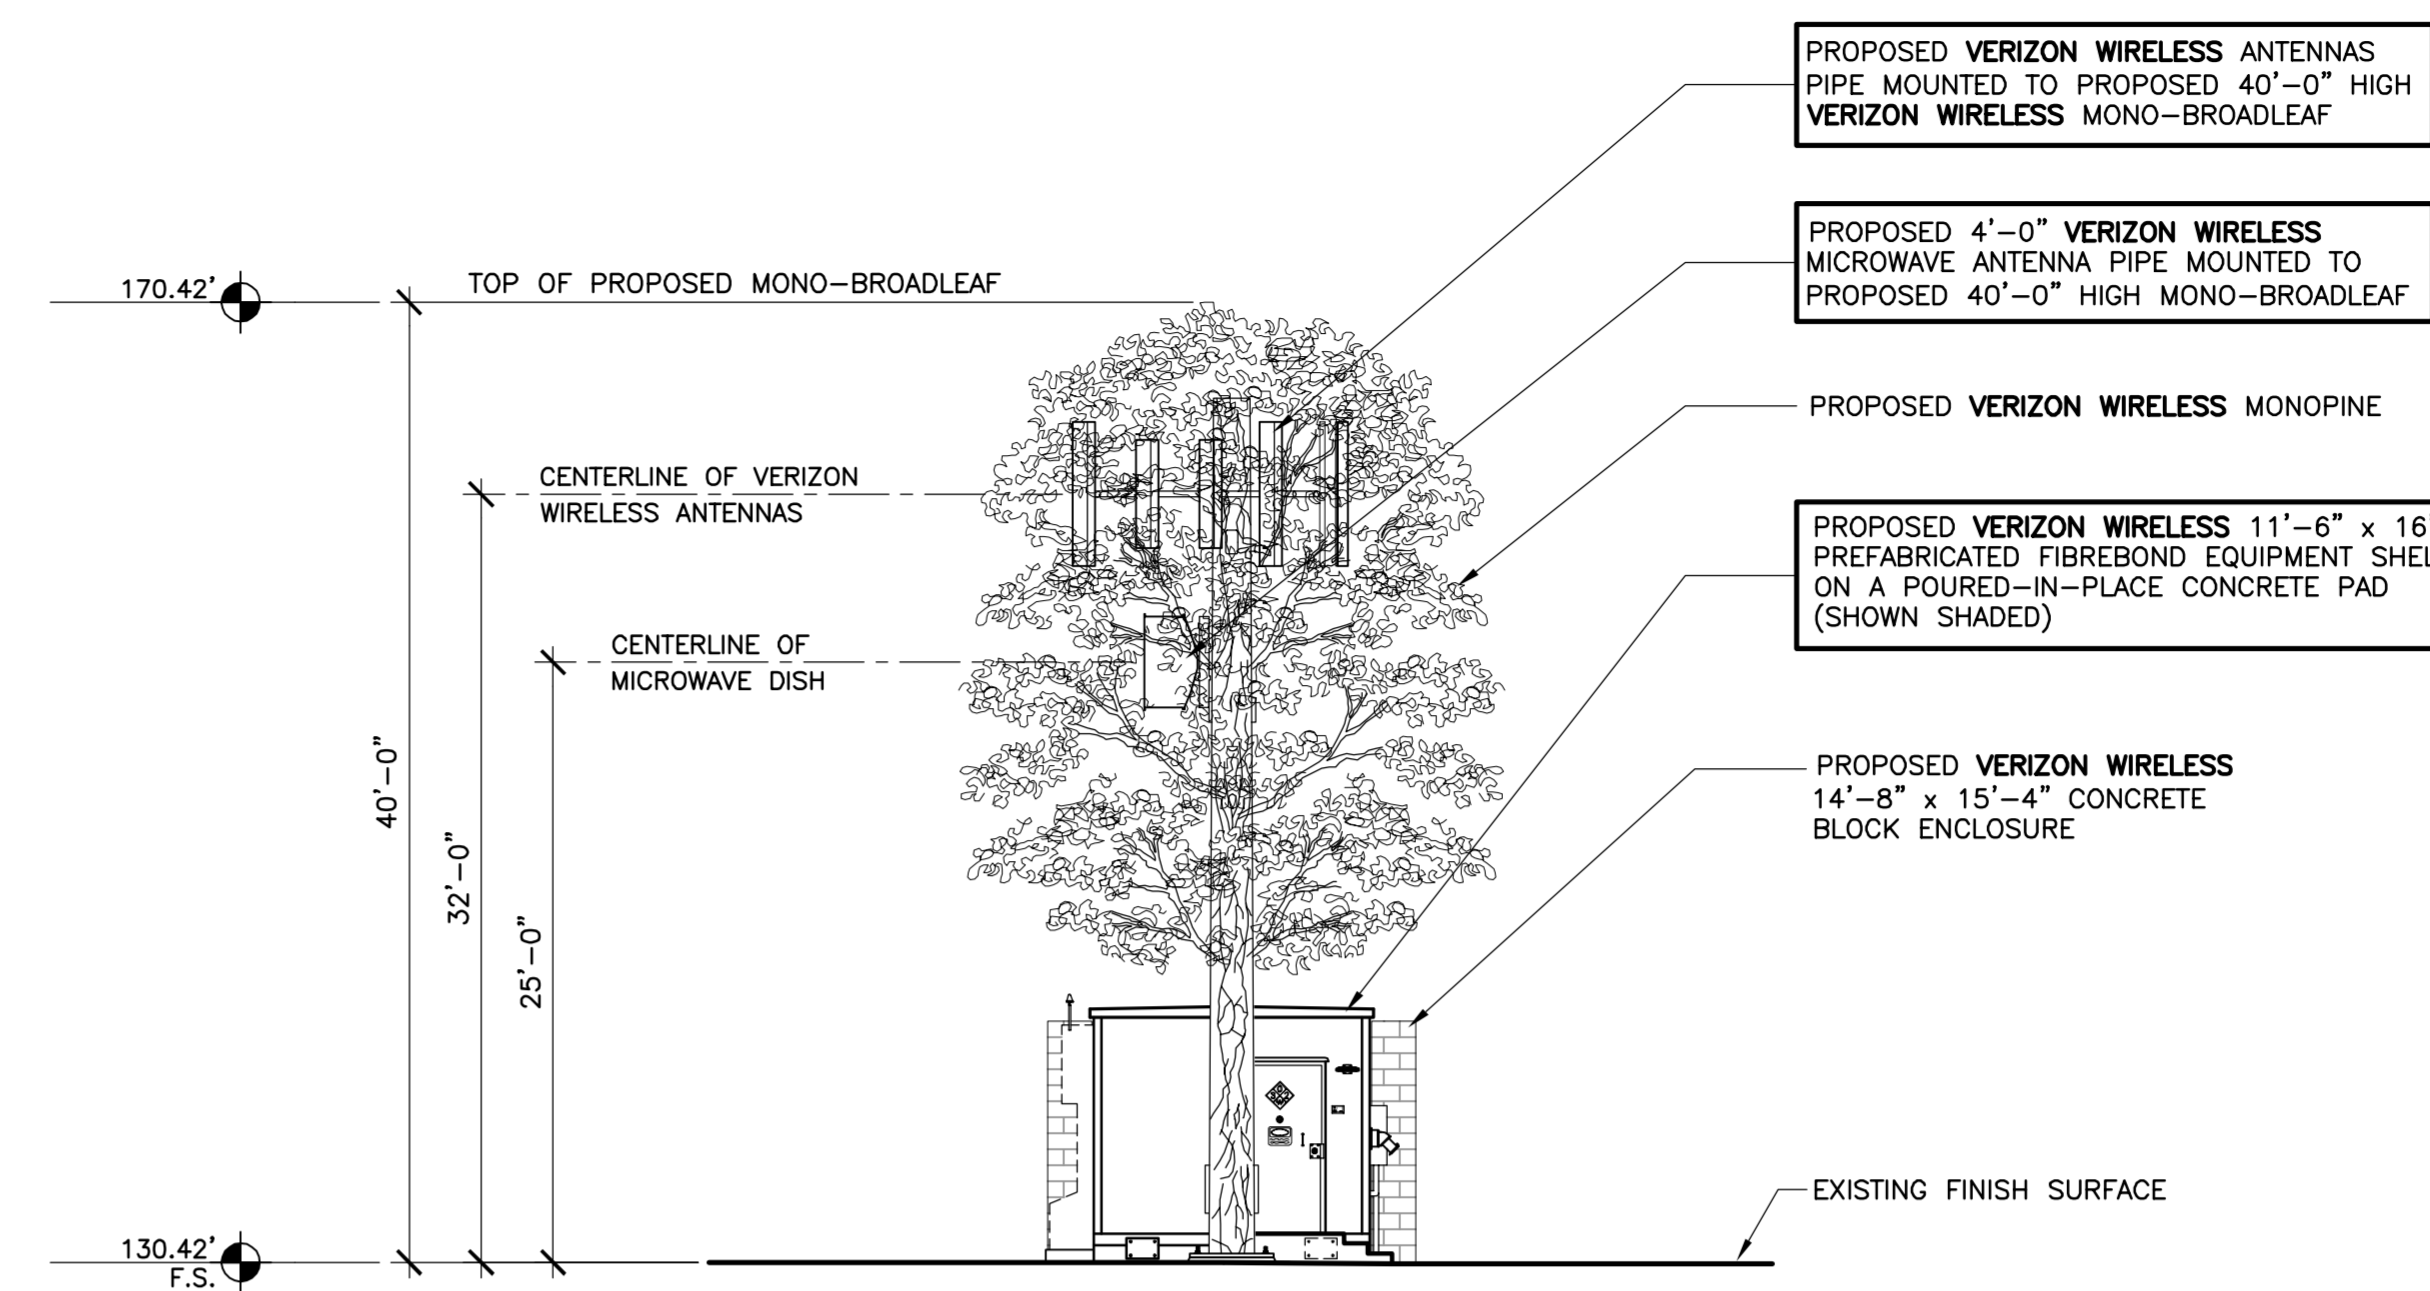 PROPOSED VERIZON WIRELESS ANTENNAS
PIPE MOUNTED TO PROPOSED 40'-0" HIGH
VERIZON WIRELESS MONO-BROADLEAF
PROPOSED 4'-0" VERIZON WIRELESS
MICROWAVE ANTENNA PIPE MOUNTED TO
PROPOSED 40'-0" HIGH MONO-BROADLEAF
170.42'
TOP OF PROPOSED MONO-BROADLEAF
PROPOSED VERIZON WIRELESS MONOPINE
CENTERLINE OF VERIZON
WIRELESS ANTENNAS
PROPOSED VERIZON WIRELESS 11'-6" x 16'
PREFABRICATED FIBREBOND EQUIPMENT SHEL
ON A POURED-IN-PLACE CONCRETE PAD
(SHOWN SHADED)
CENTERLINE OF
MICROWAVE DISH
40'-0"
32'-0"
25'-0"
PROPOSED VERIZON WIRELESS
14'-8" x 15'-4" CONCRETE
BLOCK ENCLOSURE
EXISTING FINISH SURFACE
130.42'
F.S.